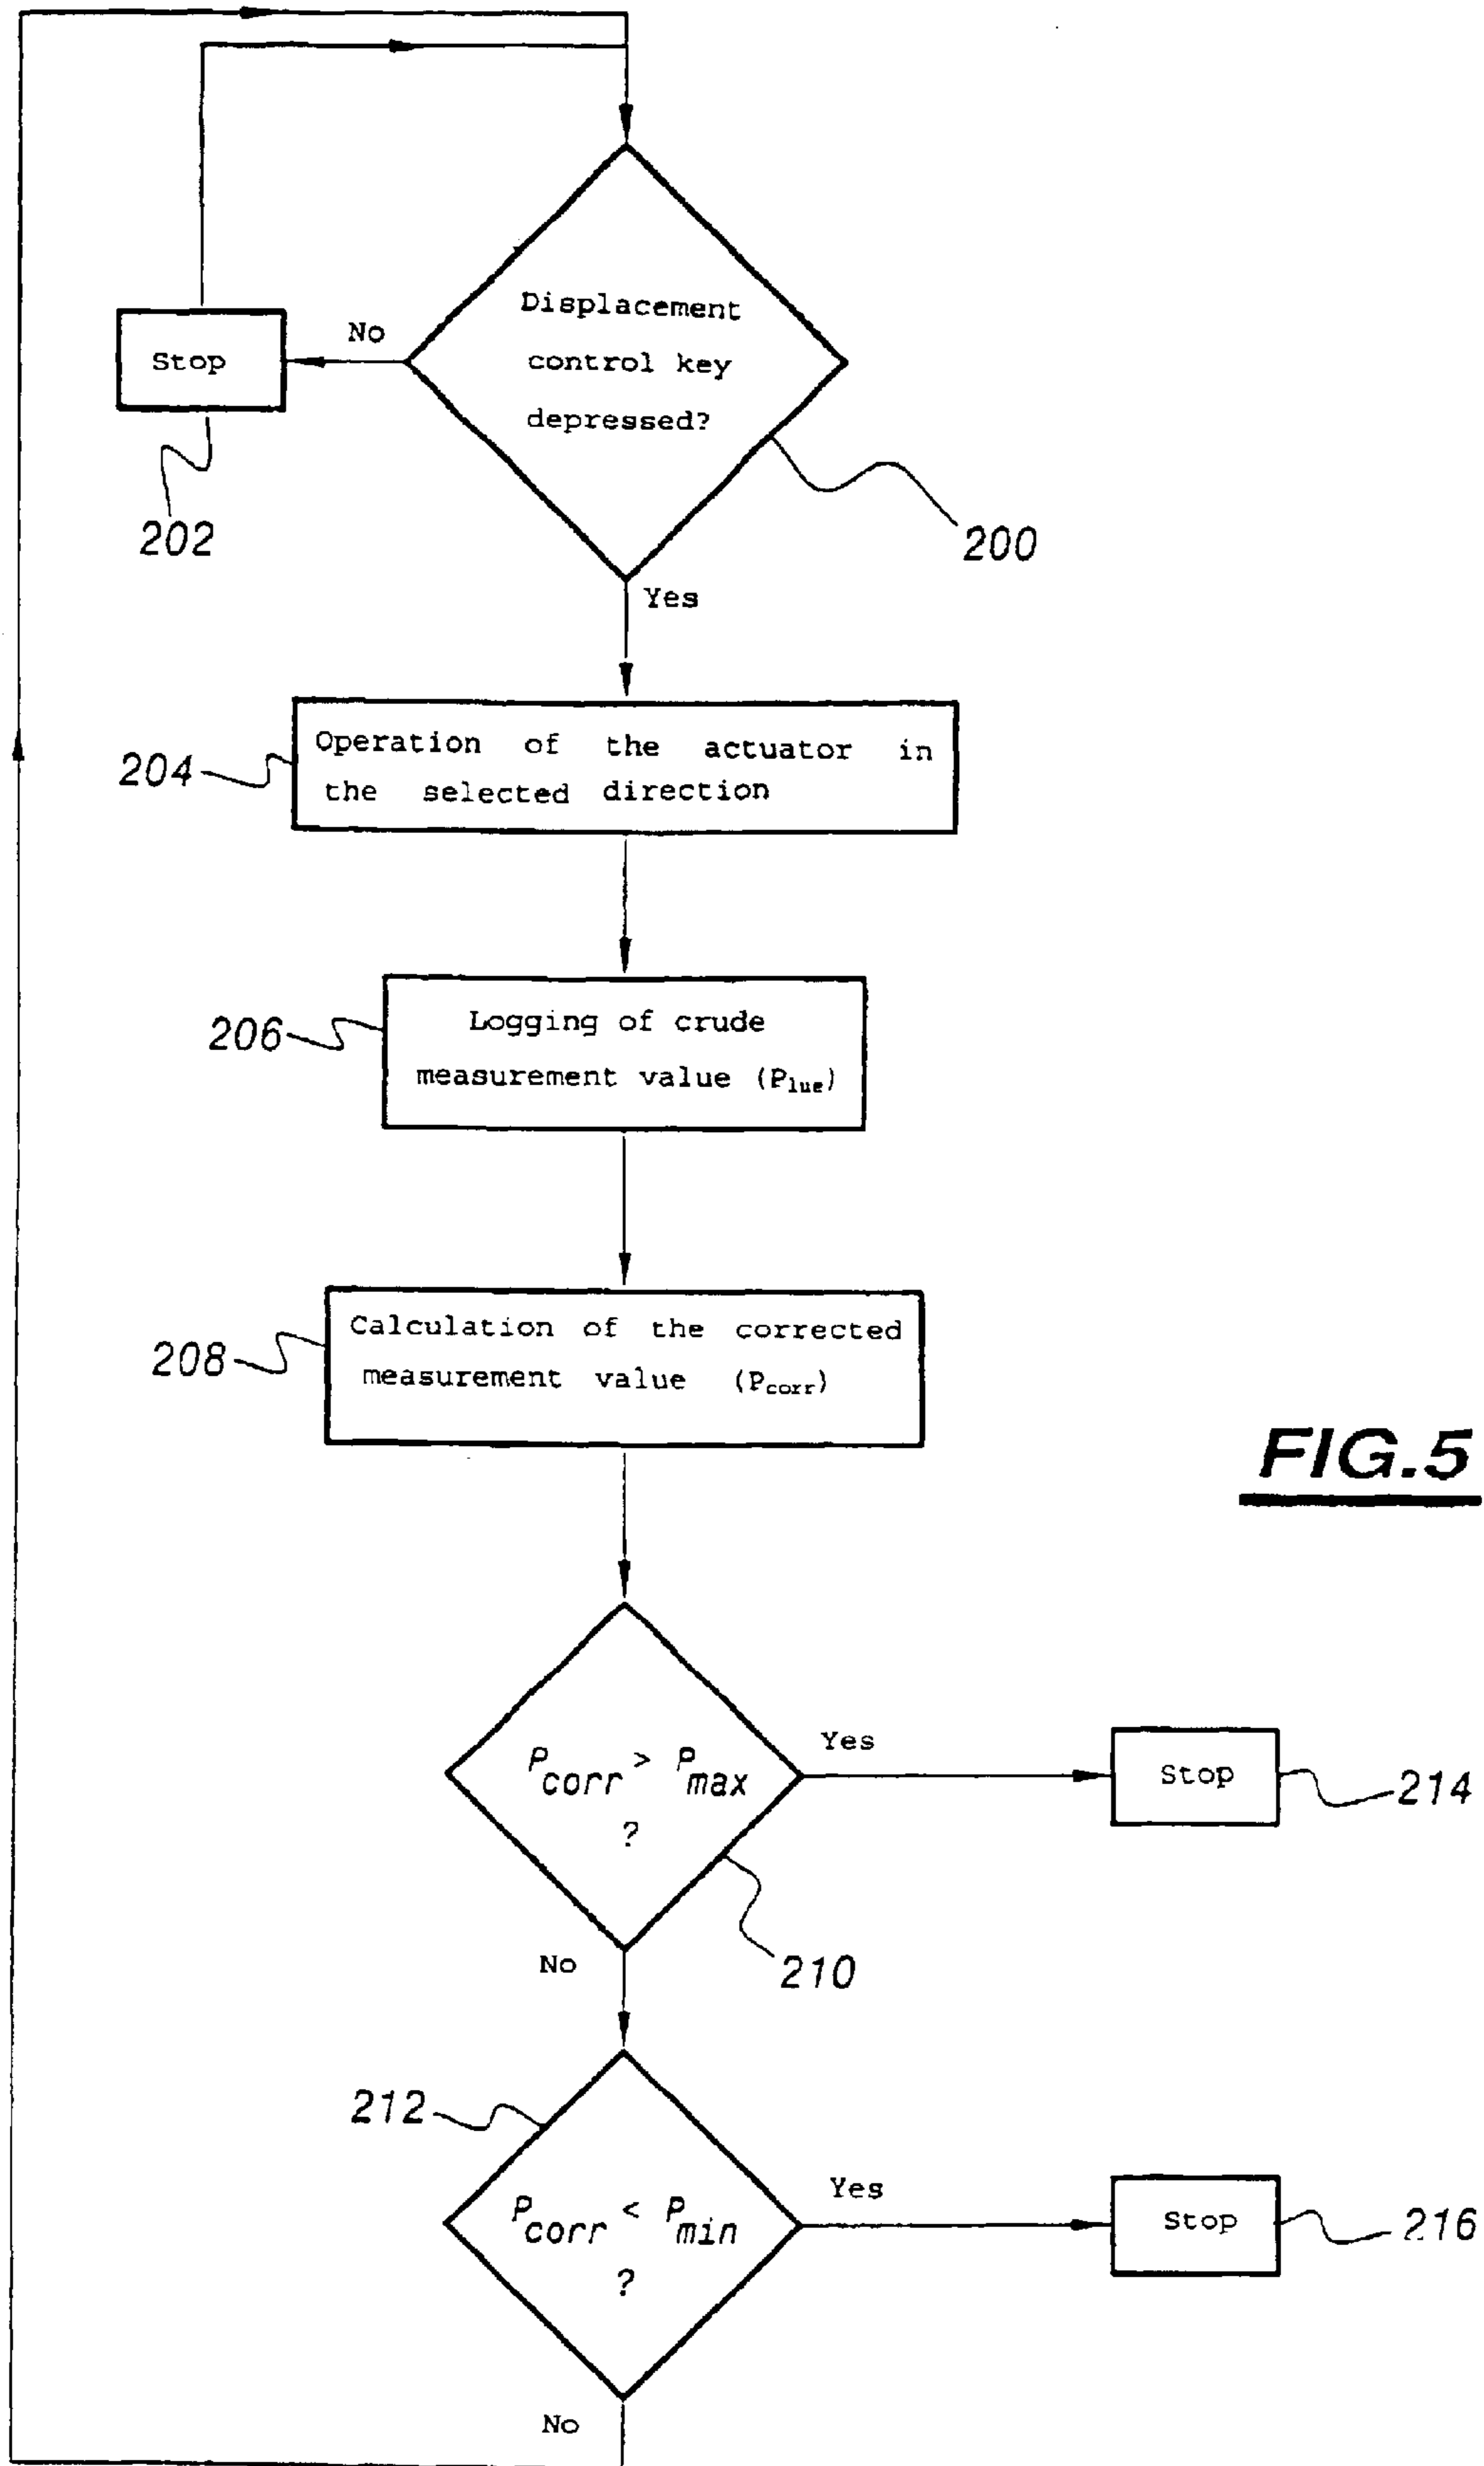 Displacement
control key
depressed?
No
Stop
202
200
Yes
204
Operation of the actuator in
the selected direction
206
Logging of crude
measurement value (Plue)
208
Calculation of the corrected
measurement value (Pcorr)
FIG.5
Pcorr > Pmax
?
Yes
Stop
214
No
210
212
Pcorr < Pmin
?
Yes
Stop
216
No